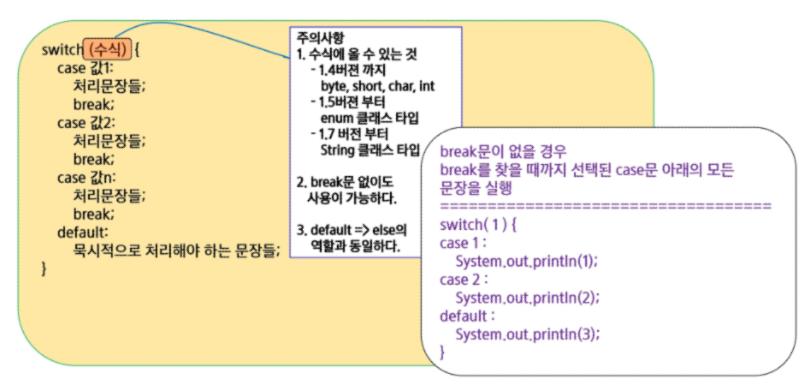 switch (수식) {
case 값1:
처리문장들;
break;
case 값2:
처리문장들;
break;
case 값n:
처리문장들;
break;
default:
묵시적으로 처리해야 하는 문장들;
}
주의사항
1. 수식에 올 수 있는 것
- 1.4버젼 까지
byte, short, char, int
- 1.5버젼 부터
enum 클래스 타입
- 1.7 버전 부터
String 클래스 타입
2. break문 없이도
사용이 가능하다.
3. default => else의
역할과 동일하다.
break문이 없을 경우
break를 찾을 때까지 선택된 case문 아래의 모든
문장을 실행
===================================
switch( 1 ) {
case 1 :
System.out.println(1);
case 2 :
System.out.println(2);
default :
System.out.println(3);
}